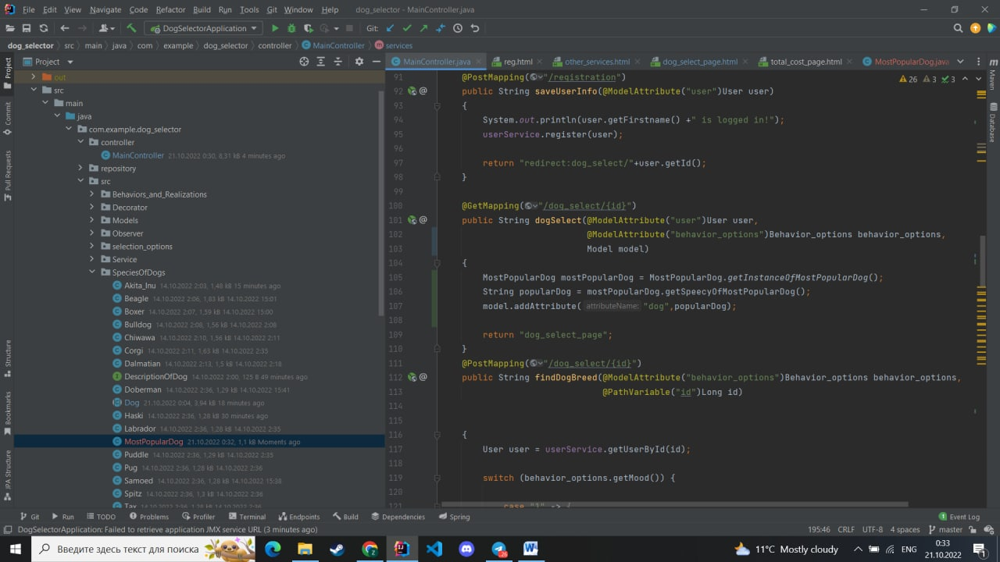 File Edit View Navigate Code Refactor Build Run Tools Git Window Help dog_selector - MainController.java
DogSelectorApplication Git:
dog_selector src main java com example dog_selector controller MainController services
Project
MainController.java reg.html other_services.html dog_select_page.html total_cost_page.html MostPopularDog.java
out
src
main
java
com.example.dog_selector
controller
MainController 21.10.2022 0:30, 8,31 kB 4 minutes ago
repository
src
Behaviors_and_Realizations
Decorator
Models
Observer
selection_options
Service
SpeciesOfDogs
Akita_Inu 14.10.2022 2:03, 1,48 kB 15 minutes ago
Beagle 14.10.2022 2:06, 1,83 kB 14.10.2022 15:01
Boxer 14.10.2022 2:07, 1,59 kB 14.10.2022 15:00
Bulldog 14.10.2022 2:08, 1,56 kB 14.10.2022 2:08
Chiwawa 14.10.2022 2:10, 1,56 kB 14.10.2022 2:11
Corgi 14.10.2022 2:11, 1,63 kB 14.10.2022 2:35
Dalmatian 14.10.2022 2:13, 1,5 kB 14.10.2022 2:18
DescriptionOfDog 14.10.2022 2:00, 125 B 49 minutes ago
Doberman 14.10.2022 2:36, 1,29 kB 14.10.2022 15:41
Dog 21.10.2022 0:04, 3,94 kB 18 minutes ago
Haski 14.10.2022 2:36, 1,28 kB 30 minutes ago
Labrador 14.10.2022 2:36, 1,28 kB 14.10.2022 2:35
MostPopularDog 21.10.2022 0:32, 1,1 kB Moments ago
Puddle 14.10.2022 2:36, 1,29 kB 14.10.2022 2:35
Pug 14.10.2022 2:36, 1,28 kB 14.10.2022 2:36
Samoed 14.10.2022 2:36, 1,28 kB 14.10.2022 15:38
Spitz 14.10.2022 2:36, 1,3 kB 14.10.2022 2:36
Tax
Project
Commit
Pull Requests
Structure
Bookmarks
JPA Structure
26 3 3
91 @PostMapping("/registration")
92 public String saveUserInfo(@ModelAttribute("user")User user)
93 {
94 System.out.println(user.getFirstname() +" is logged in!");
95 userService.register(user);
96
97 return "redirect:dog_select/"+user.getId();
98 }
99
100 @GetMapping("/dog_select/{id}")
101 public String dogSelect(@ModelAttribute("user")User user,
102 @ModelAttribute("behavior_options")Behavior_options behavior_options,
103 Model model)
104 {
105 MostPopularDog mostPopularDog = MostPopularDog.getInstanceOfMostPopularDog();
106 String popularDog = mostPopularDog.getSpeecyOfMostPopularDog();
107 model.addAttribute( attributeName: "dog",popularDog);
108
109 return "dog_select_page";
110 }
111 @PostMapping("/dog_select/{id}")
112 public String findDogBreed(@ModelAttribute("behavior_options")Behavior_options behavior_options,
113 @PathVariable("id")Long id)
114
115
116 {
117 User user = userService.getUserById(id);
118
119 switch (behavior_options.getMood()) {
120
121 case "1" -> {
Maven
Database
Git Run TODO Problems Profiler Terminal Endpoints Build Dependencies Spring 1 Event Log
DogSelectorApplication: Failed to retrieve application JMX service URL (3 minutes ago) 195:46 CRLF UTF-8 4 spaces master
Введите здесь текст для поиска 26 11°C Mostly cloudy ENG 0:33 21.10.2022 1